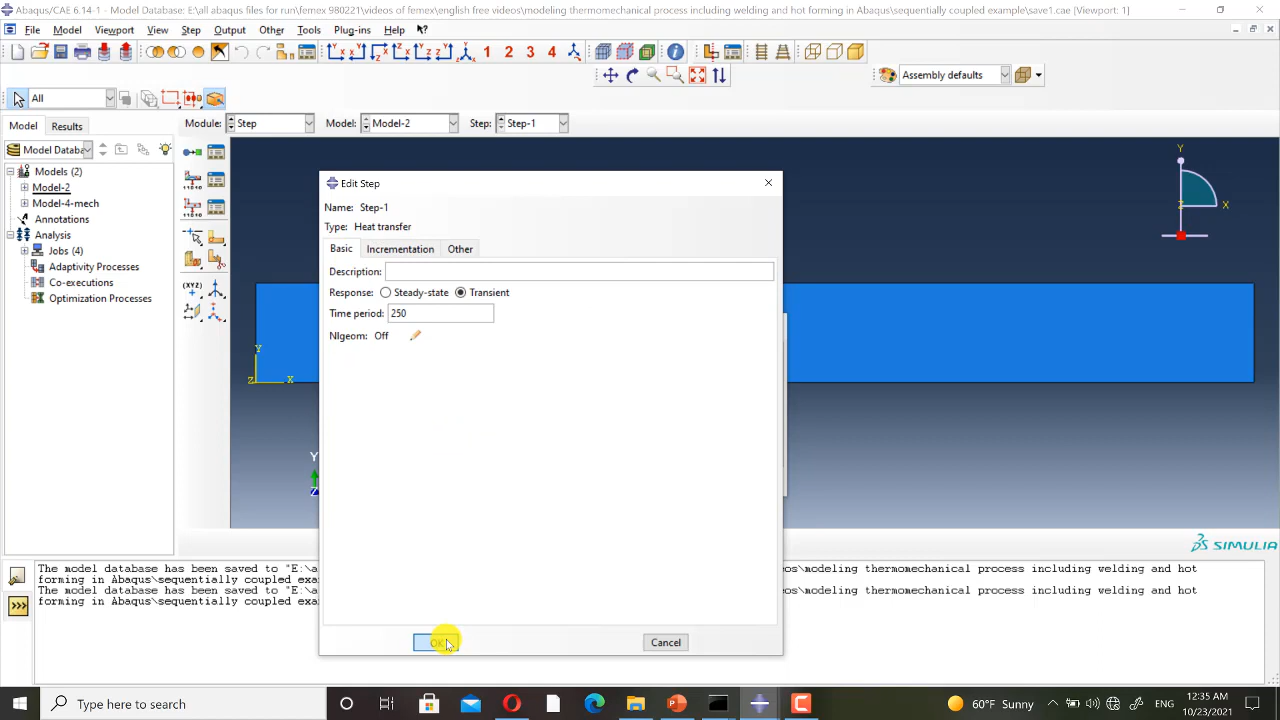 Abaqus/CAE 6.14-1 - Model Database: E:\all abaqus files for run\femex 980221\videos of femex\english free videos\modeling thermomechanical process including welding and hot forming in Abaqus\sequentially coupled example\save1.cae (Viewport: 1)
File Model Viewport View Step Output Other Tools Plug-ins Help
1 2 3 4
Assembly defaults
All
Model Results
Module: Step Model: Model-2 Step: Step-1
Model Databa
Models (2)
Model-2
Model-4-mech
Annotations
Analysis
Jobs (4)
Adaptivity Processes
Co-executions
Optimization Processes
(XYZ)
Y
X
Z
Y
X
Z
Y
Z
Edit Step
Name: Step-1
Type: Heat transfer
Basic Incrementation Other
Description:
Response: Steady-state Transient
Time period: 250
Nlgeom: Off
OK Cancel
SIMULIA
The model database has been saved to "E:\a
eos\modeling thermomechanical process including welding and hot
forming in Abaqus\sequentially coupled exa
The model database has been saved to "E:\a
eos\modeling thermomechanical process including welding and hot
forming in Abaqus\sequentially coupled exa
>>>
Type here to search
60°F Sunny
ENG
12:35 AM
10/23/2021